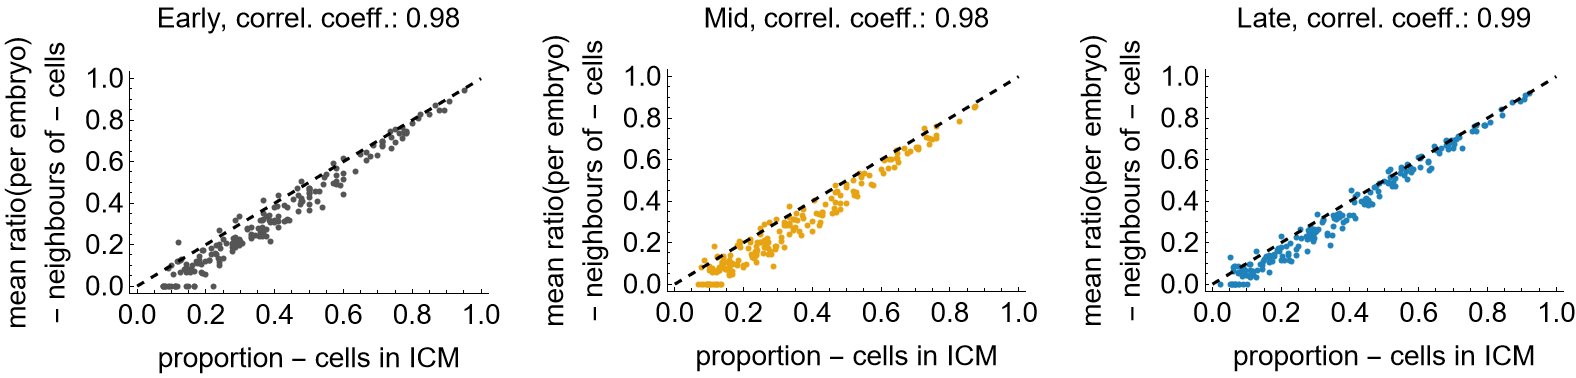 Early, correl. coeff.: 0.98
mean ratio(per embryo)
− neighbours of − cells
1.0
0.8
0.6
0.4
0.2
0.0
0.0 0.2 0.4 0.6 0.8 1.0
proportion − cells in ICM
Mid, correl. coeff.: 0.98
mean ratio(per embryo)
− neighbours of − cells
1.0
0.8
0.6
0.4
0.2
0.0
0.0 0.2 0.4 0.6 0.8 1.0
proportion − cells in ICM
Late, correl. coeff.: 0.99
mean ratio(per embryo)
− neighbours of − cells
1.0
0.8
0.6
0.4
0.2
0.0
0.0 0.2 0.4 0.6 0.8 1.0
proportion − cells in ICM